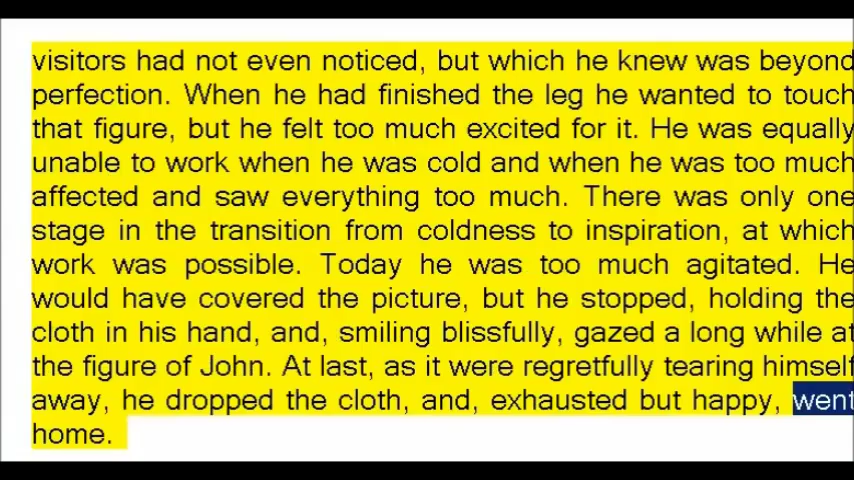 visitors had not even noticed, but which he knew was beyond
perfection. When he had finished the leg he wanted to touch
that figure, but he felt too much excited for it. He was equally
unable to work when he was cold and when he was too much
affected and saw everything too much. There was only one
stage in the transition from coldness to inspiration, at which
work was possible. Today he was too much agitated. He
would have covered the picture, but he stopped, holding the
cloth in his hand, and, smiling blissfully, gazed a long while at
the figure of John. At last, as it were regretfully tearing himself
away, he dropped the cloth, and, exhausted but happy, went
home.